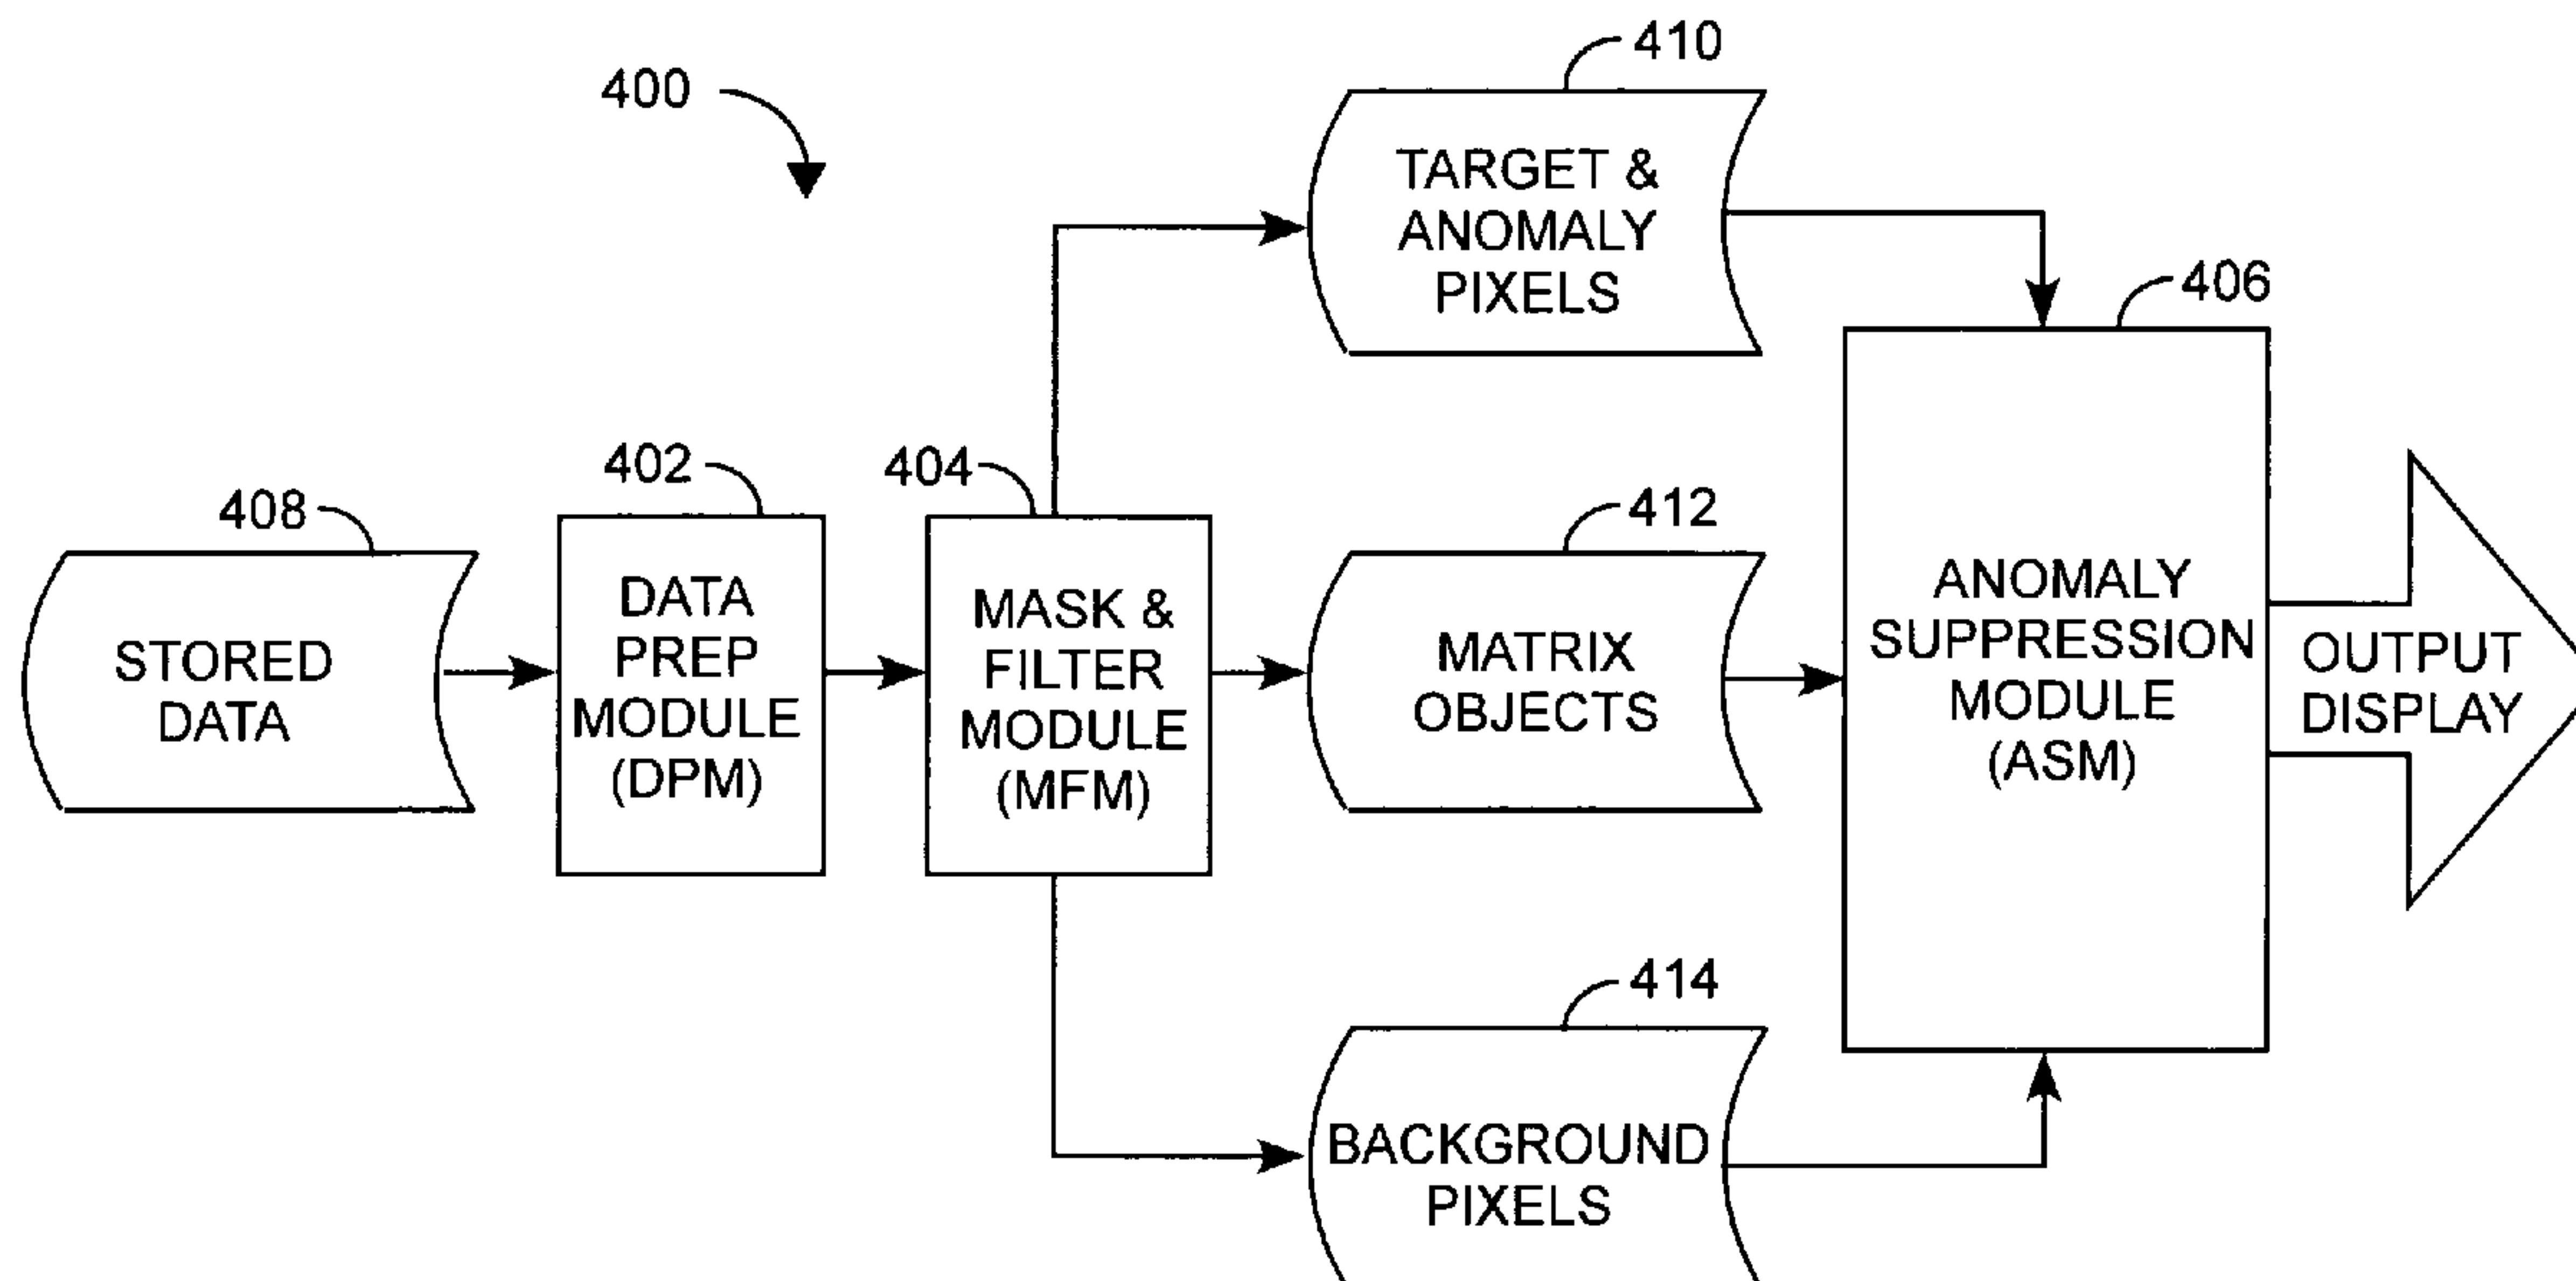 400
410
TARGET &
ANOMALY
PIXELS
406
402
404
408
412
STORED
DATA
DATA
PREP
MODULE
(DPM)
MASK &
FILTER
MODULE
(MFM)
MATRIX
OBJECTS
ANOMALY
SUPPRESSION
MODULE
(ASM)
OUTPUT
DISPLAY
414
BACKGROUND
PIXELS